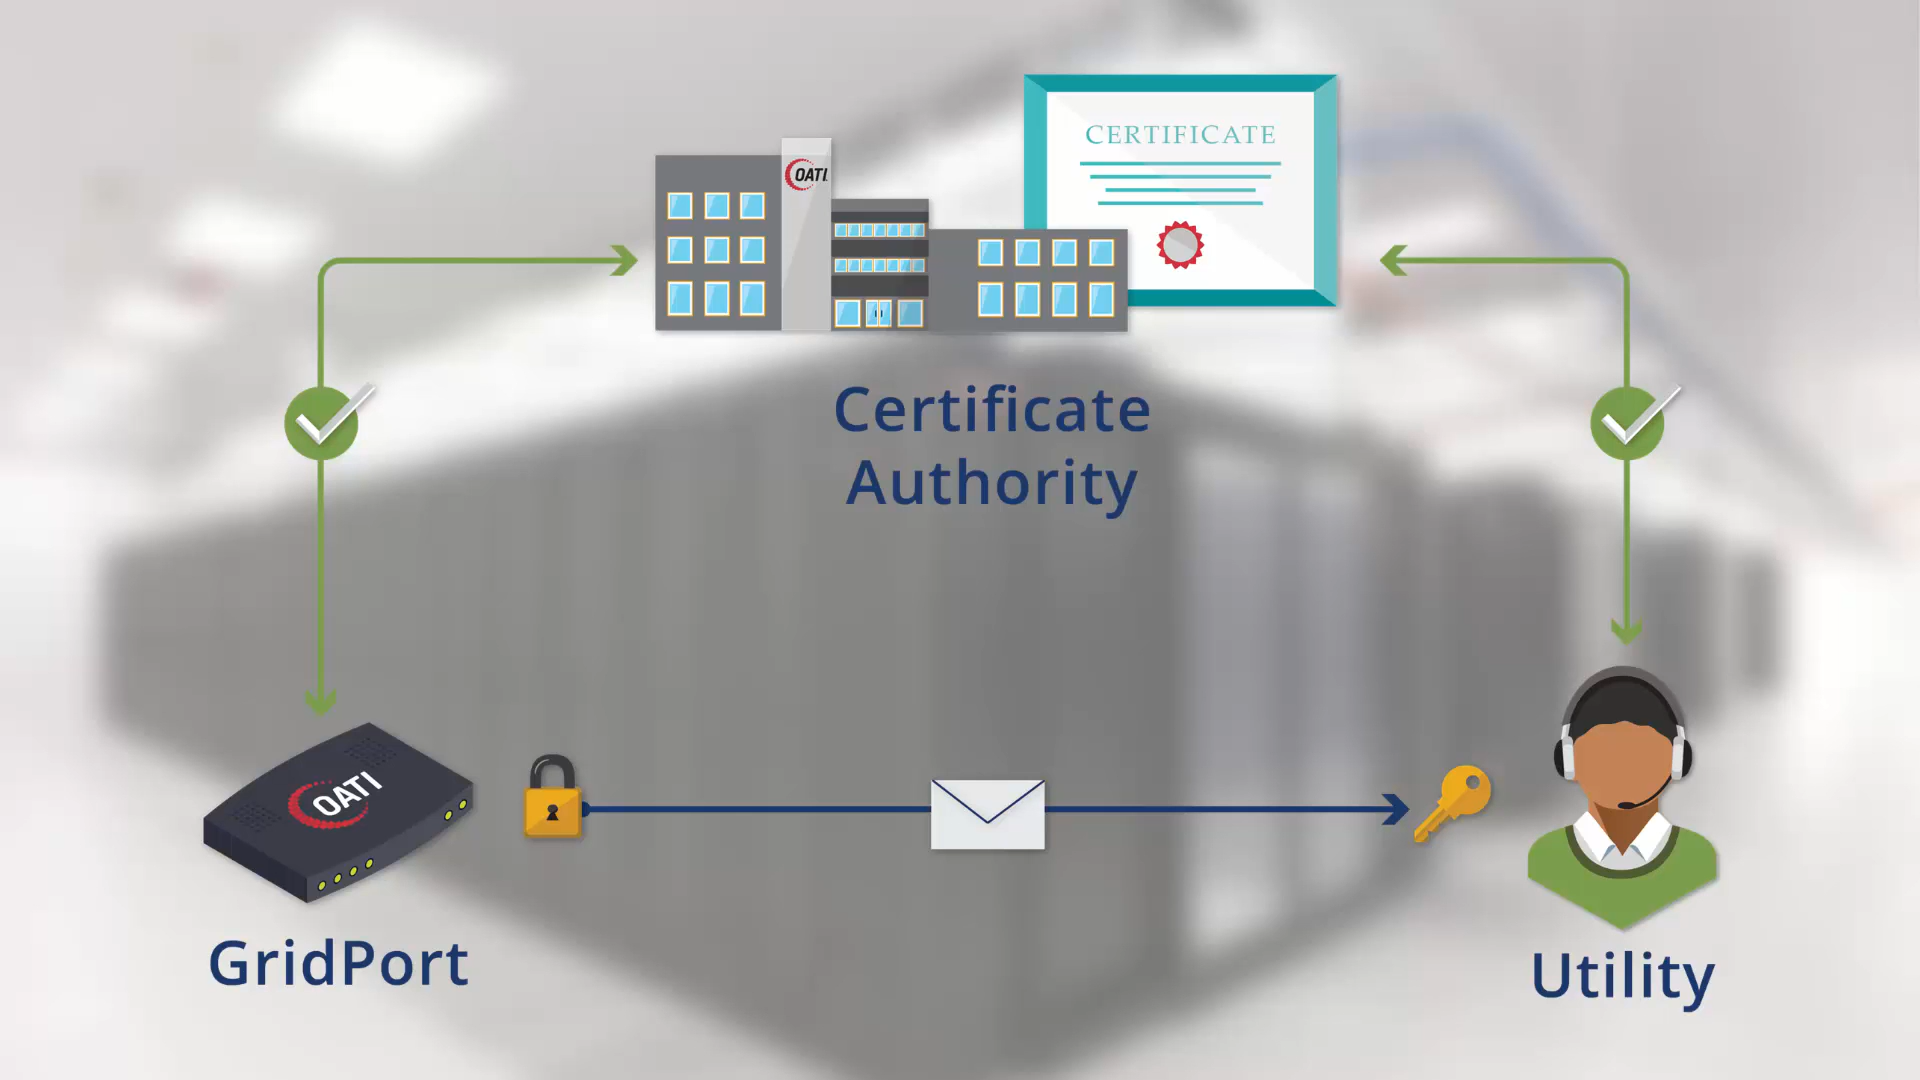 OATI
CERTIFICATE
Certificate
Authority
OATI
GridPort
Utility